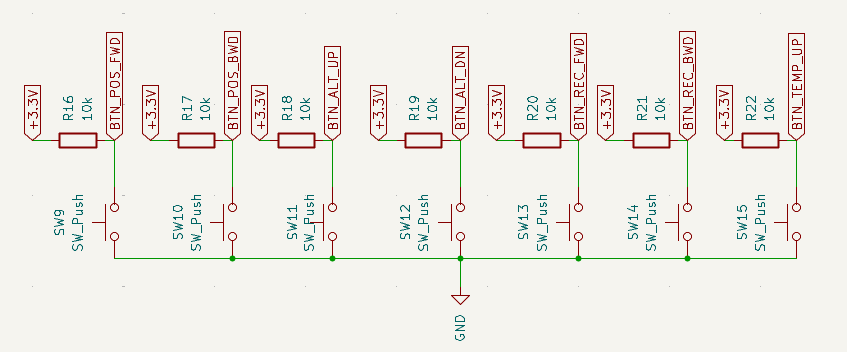 +3.3V
R16
10k
BTN_POS_FWD
+3.3V
R17
10k
BTN_POS_BWD
+3.3V
R18
10k
BTN_ALT_UP
+3.3V
R19
10k
BTN_ALT_DN
+3.3V
R20
10k
BTN_REC_FWD
+3.3V
R21
10k
BTN_REC_BWD
+3.3V
R22
10k
BTN_TEMP_UP
SW9
SW_Push
SW10
SW_Push
SW11
SW_Push
SW12
SW_Push
SW13
SW_Push
SW14
SW_Push
SW15
SW_Push
GND